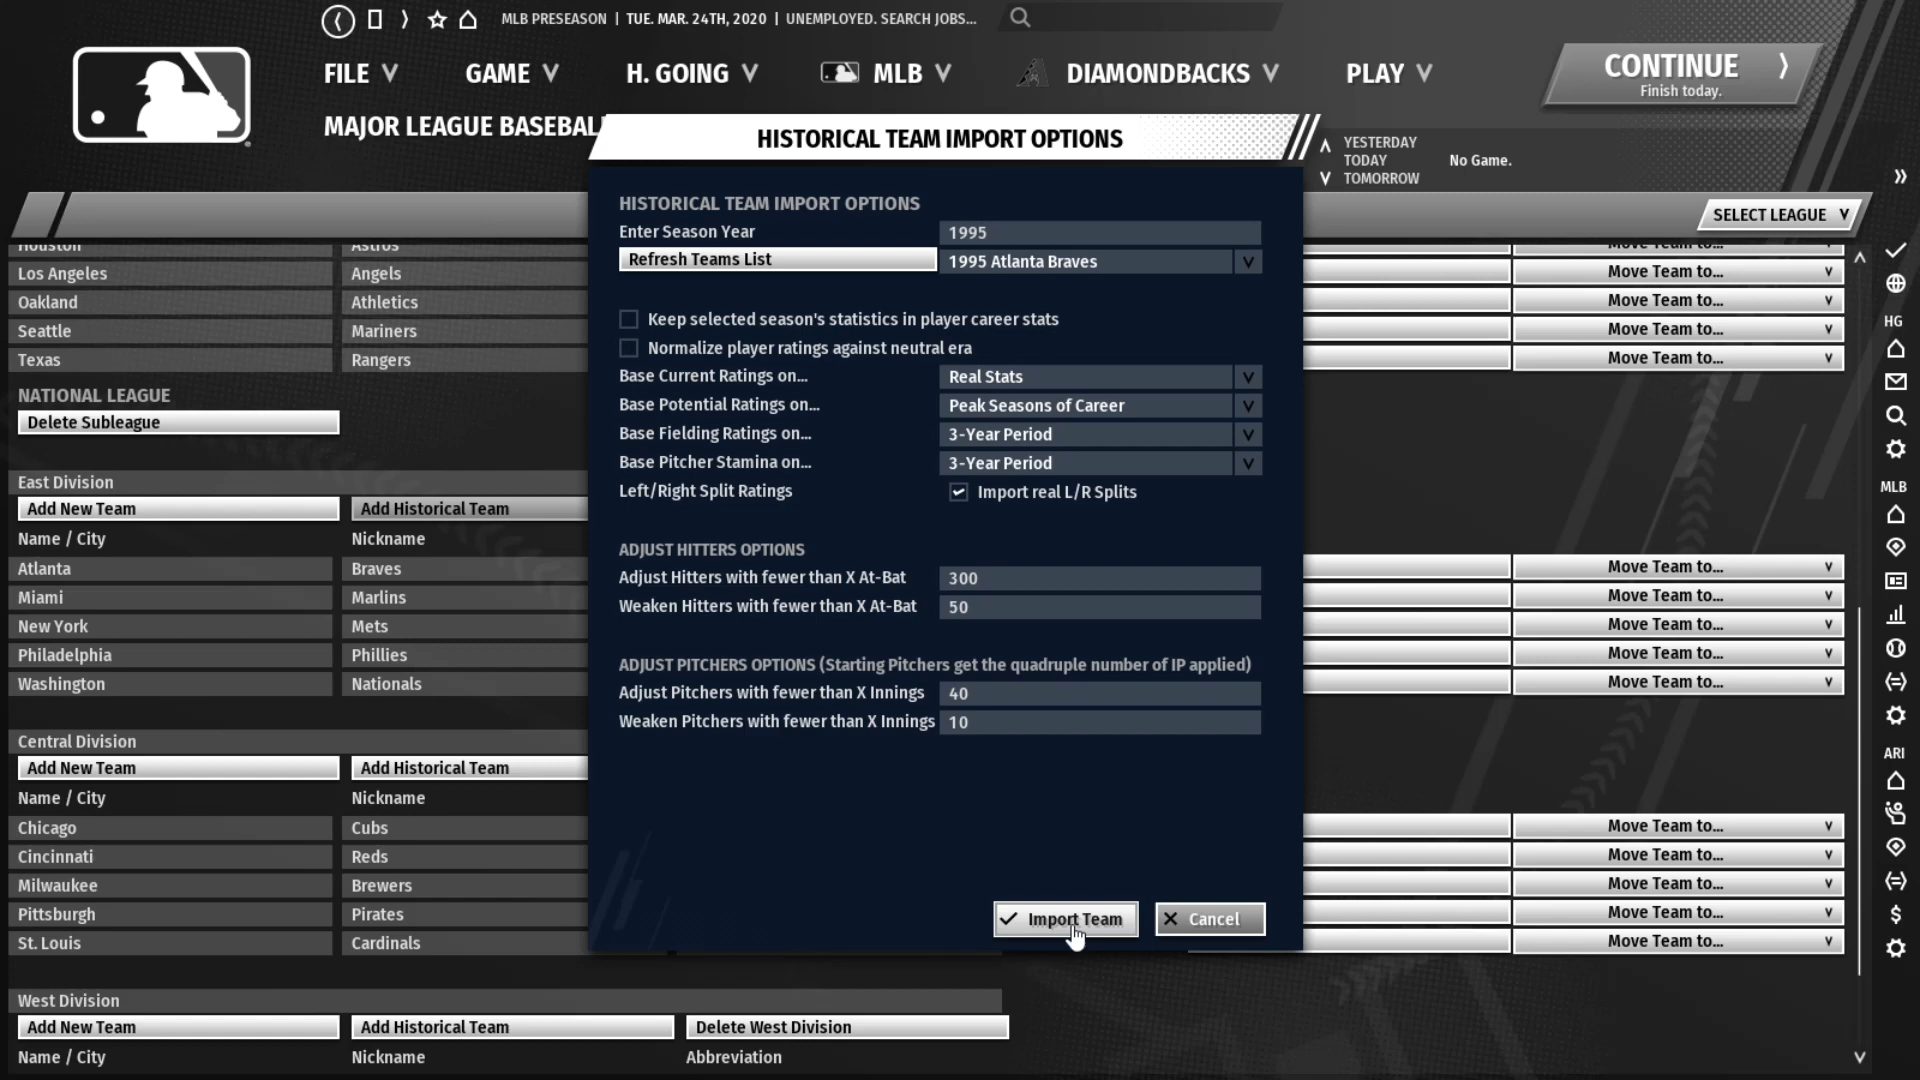 MLB PRESEASON | TUE. MAR. 24TH, 2020 | UNEMPLOYED. SEARCH JOBS...
FILE GAME H. GOING MLB DIAMONDBACKS PLAY
CONTINUE
Finish today.
MAJOR LEAGUE BASEBAL
HISTORICAL TEAM IMPORT OPTIONS
YESTERDAY
TODAY No Game.
TOMORROW
SELECT LEAGUE
Houston Astros Move Team to...
Los Angeles Angels Move Team to...
Oakland Athletics Move Team to...
Seattle Mariners Move Team to...
Texas Rangers Move Team to...
NATIONAL LEAGUE
Delete Subleague
East Division
Add New Team Add Historical Team
Name / City Nickname
Atlanta Braves Move Team to...
Miami Marlins Move Team to...
New York Mets Move Team to...
Philadelphia Phillies Move Team to...
Washington Nationals Move Team to...
Central Division
Add New Team Add Historical Team
Name / City Nickname
Chicago Cubs Move Team to...
Cincinnati Reds Move Team to...
Milwaukee Brewers Move Team to...
Pittsburgh Pirates Move Team to...
St. Louis Cardinals Move Team to...
West Division
Add New Team Add Historical Team Delete West Division
Name / City Nickname Abbreviation
HISTORICAL TEAM IMPORT OPTIONS
Enter Season Year 1995
Refresh Teams List 1995 Atlanta Braves
Keep selected season's statistics in player career stats
Normalize player ratings against neutral era
Base Current Ratings on... Real Stats
Base Potential Ratings on... Peak Seasons of Career
Base Fielding Ratings on... 3-Year Period
Base Pitcher Stamina on... 3-Year Period
Left/Right Split Ratings Import real L/R Splits
ADJUST HITTERS OPTIONS
Adjust Hitters with fewer than X At-Bat 300
Weaken Hitters with fewer than X At-Bat 50
ADJUST PITCHERS OPTIONS (Starting Pitchers get the quadruple number of IP applied)
Adjust Pitchers with fewer than X Innings 40
Weaken Pitchers with fewer than X Innings 10
Import Team Cancel
HG
MLB
ARI